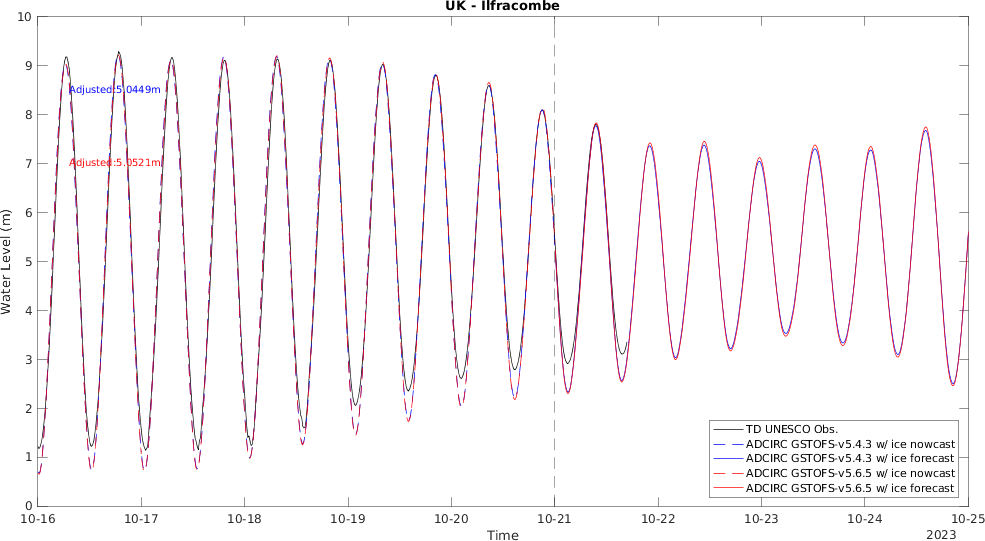 UK - Ilfracombe
10
9
8
7
6
5
4
3
2
1
0
Water Level (m)
Adjusted:5.0449m
Adjusted:5.0521m
TD UNESCO Obs.
ADCIRC GSTOFS-v5.4.3 w/ ice nowcast
ADCIRC GSTOFS-v5.4.3 w/ ice forecast
ADCIRC GSTOFS-v5.6.5 w/ ice nowcast
ADCIRC GSTOFS-v5.6.5 w/ ice forecast
10-16 10-17 10-18 10-19 10-20 10-21 10-22 10-23 10-24 10-25
Time
2023